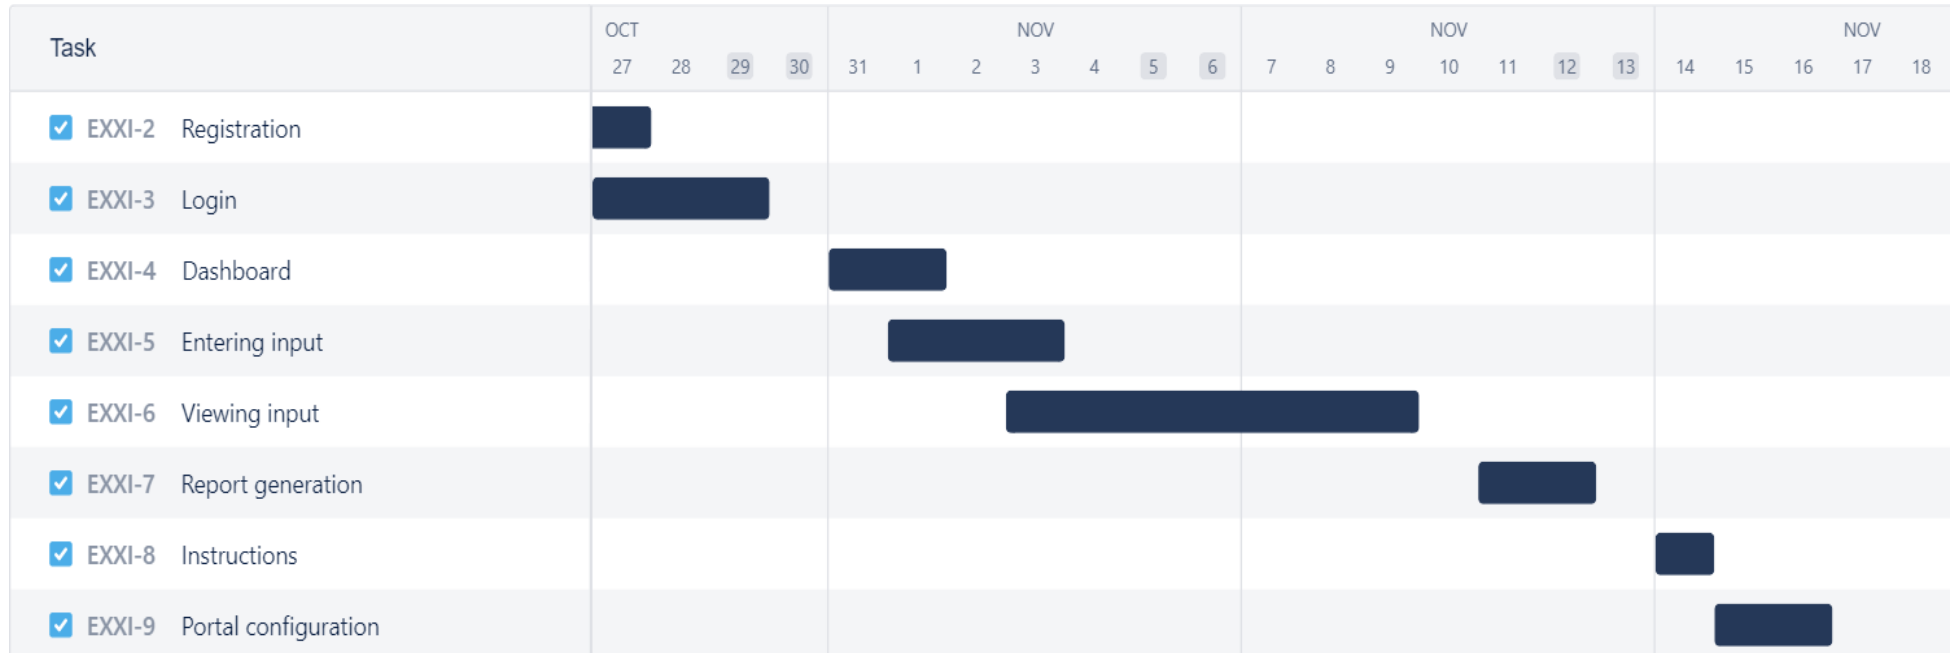 Task
OCT NOV NOV NOV
27 28 29 30 31 1 2 3 4 5 6 7 8 9 10 11 12 13 14 15 16 17 18
EXXI-2 Registration
EXXI-3 Login
EXXI-4 Dashboard
EXXI-5 Entering input
EXXI-6 Viewing input
EXXI-7 Report generation
EXXI-8 Instructions
EXXI-9 Portal configuration